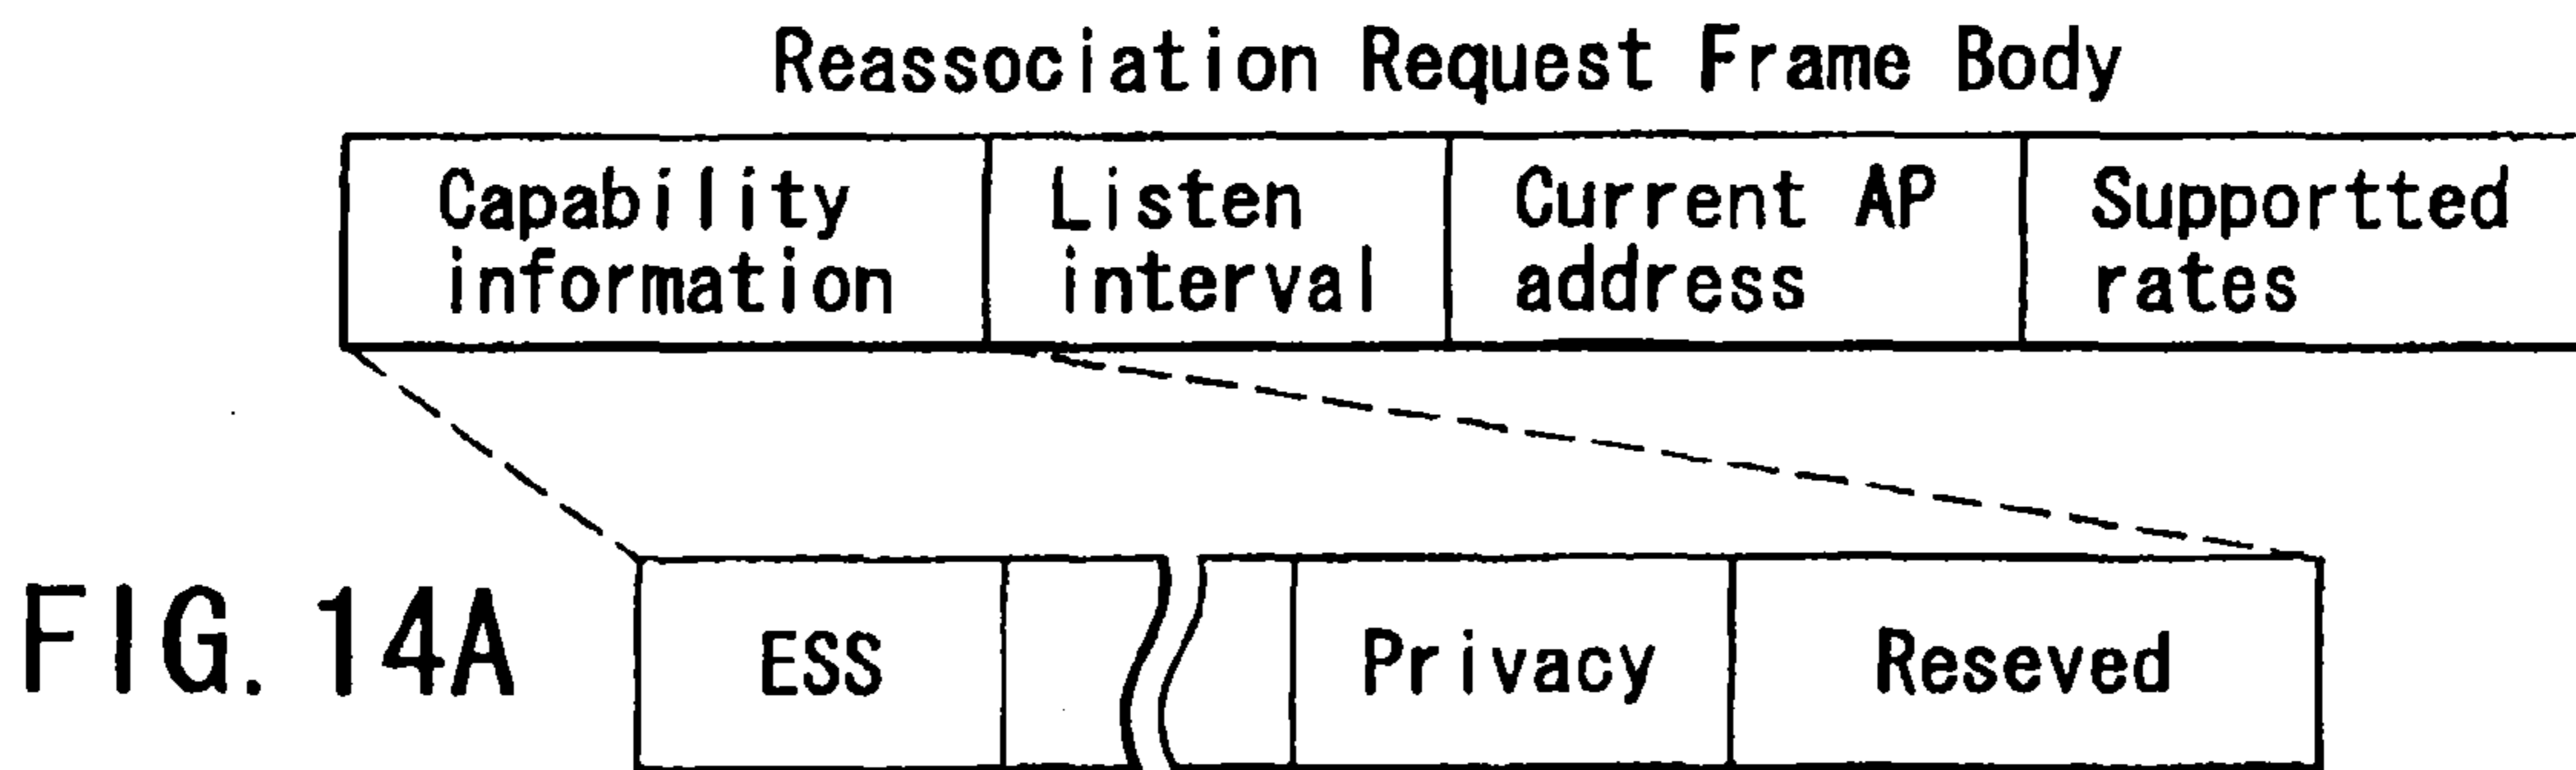 Reassociation Request Frame Body
Capability information
Listen interval
Current AP address
Supportted rates
FIG. 14A
ESS
Privacy
Reseved